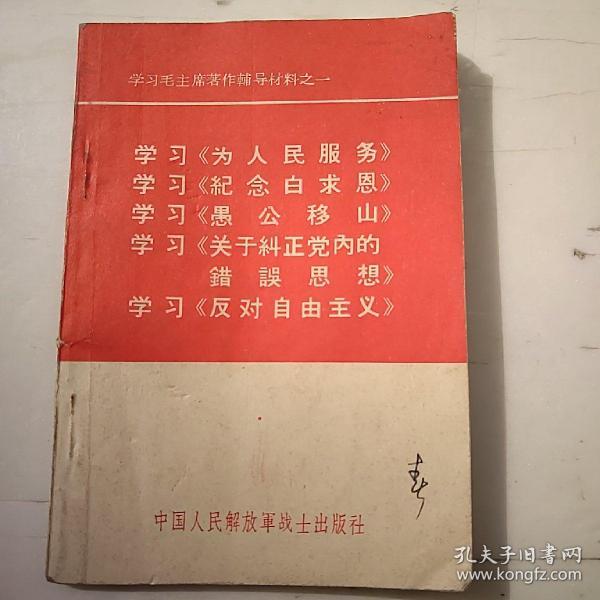 学习毛主席著作輔导材料之一
学习《为人民服务》
学习《紀念白求恩》
学习《愚公移山》
学习《关于糾正党內的
錯誤思想》
学习《反对自由主义》
中国人民解放軍战士出版社
孔夫子旧書网
www.kongfz.com